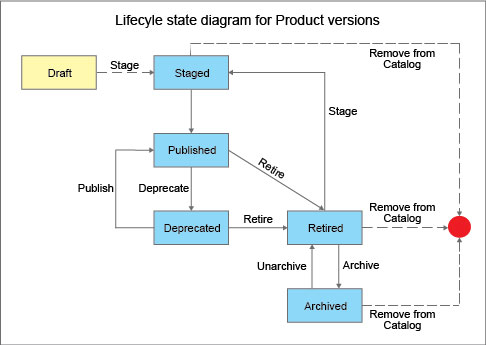 Lifecyle state diagram for Product versions
Remove from
Catalog
Draft
Stage
Staged
Stage
Published
Retire
Publish
Deprecate
Deprecated
Retire
Retired
Remove from
Catalog
Unarchive
Archive
Archived
Remove from
Catalog